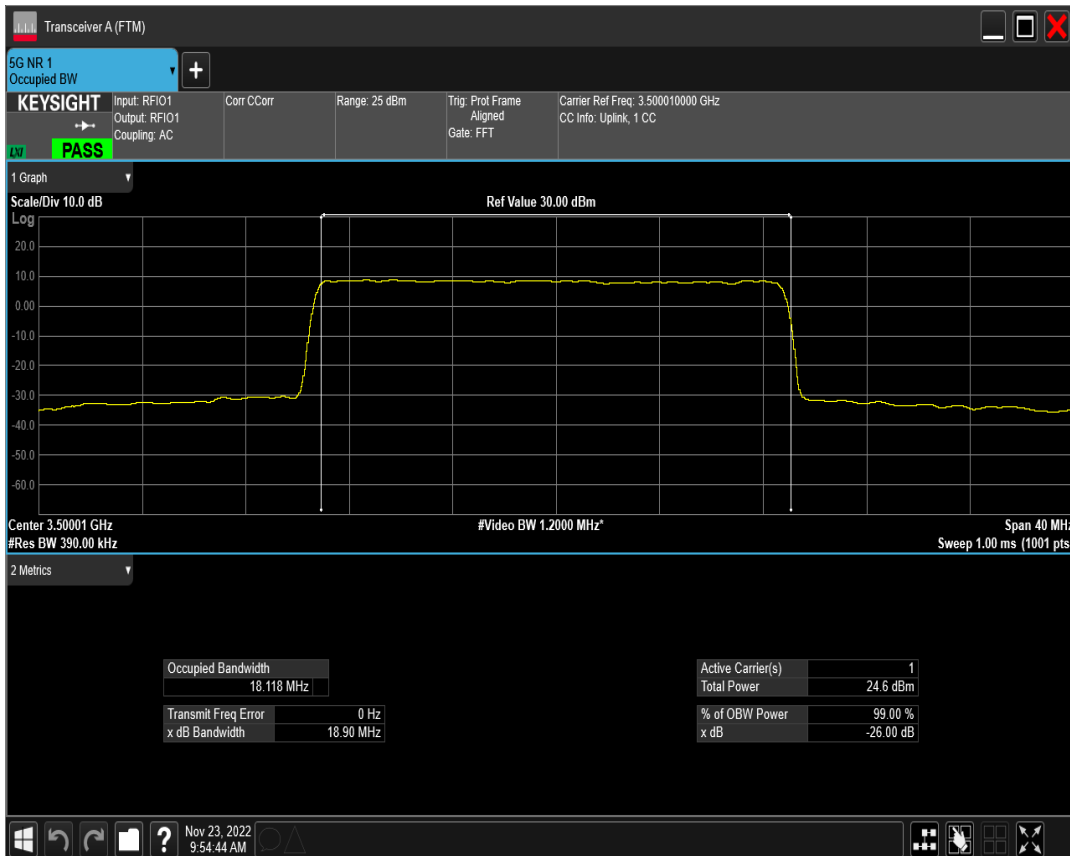 Transceiver A (FTM)
5G NR 1
Occupied BW
+
KEYSIGHT
LXI
PASS
Input: RFIO1
Output: RFIO1
Coupling: AC
Corr CCorr
Range: 25 dBm
Trig: Prot Frame
Aligned
Gate: FFT
Carrier Ref Freq: 3.500010000 GHz
CC Info: Uplink, 1 CC
1 Graph
Scale/Div 10.0 dB
Ref Value 30.00 dBm
Log
20.0
10.0
0.00
-10.0
-20.0
-30.0
-40.0
-50.0
-60.0
Center 3.50001 GHz
#Video BW 1.2000 MHz*
Span 40 MHz
#Res BW 390.00 kHz
Sweep 1.00 ms (1001 pts
2 Metrics
Occupied Bandwidth
18.118 MHz
Transmit Freq Error 0 Hz
x dB Bandwidth 18.90 MHz
Active Carrier(s) 1
Total Power 24.6 dBm
% of OBW Power 99.00 %
x dB -26.00 dB
?
Nov 23, 2022
9:54:44 AM